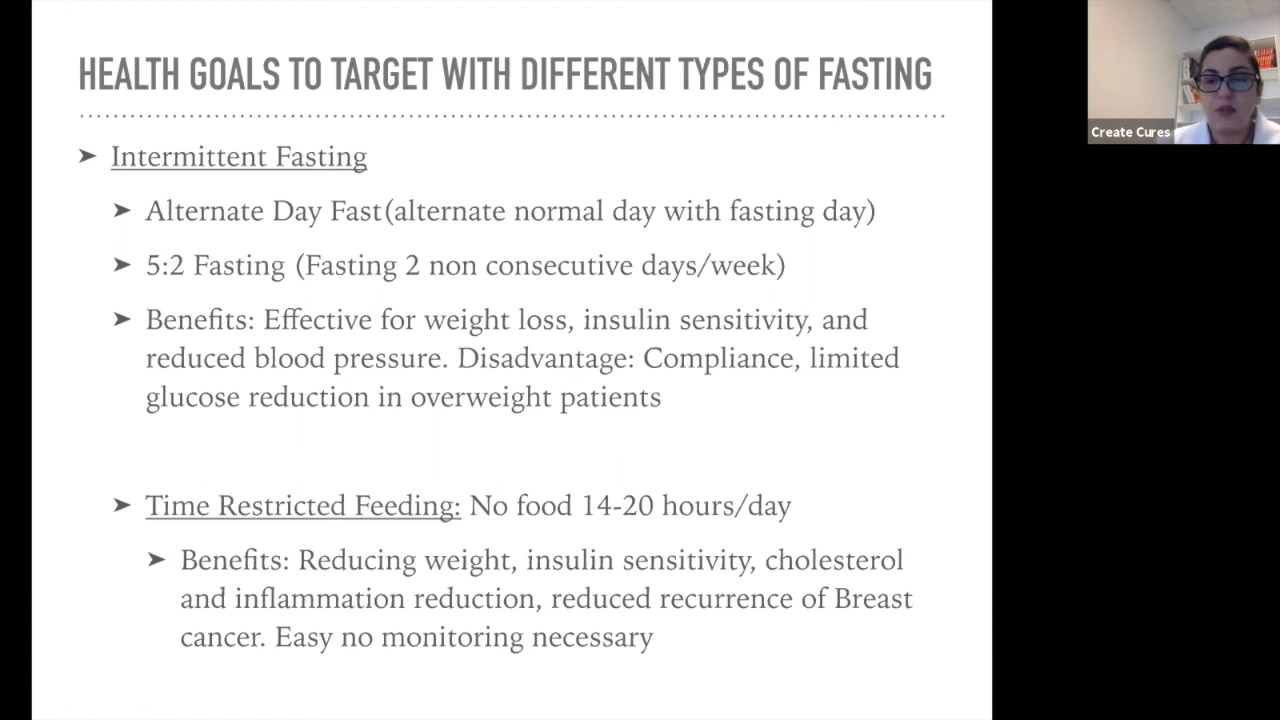 HEALTH GOALS TO TARGET WITH DIFFERENT TYPES OF FASTING
➤ Intermittent Fasting
➤ Alternate Day Fast(alternate normal day with fasting day)
➤ 5:2 Fasting (Fasting 2 non consecutive days/week)
➤ Benefits: Effective for weight loss, insulin sensitivity, and
reduced blood pressure. Disadvantage: Compliance, limited
glucose reduction in overweight patients
➤ Time Restricted Feeding: No food 14-20 hours/day
➤ Benefits: Reducing weight, insulin sensitivity, cholesterol
and inflammation reduction, reduced recurrence of Breast
cancer. Easy no monitoring necessary
Create Cures